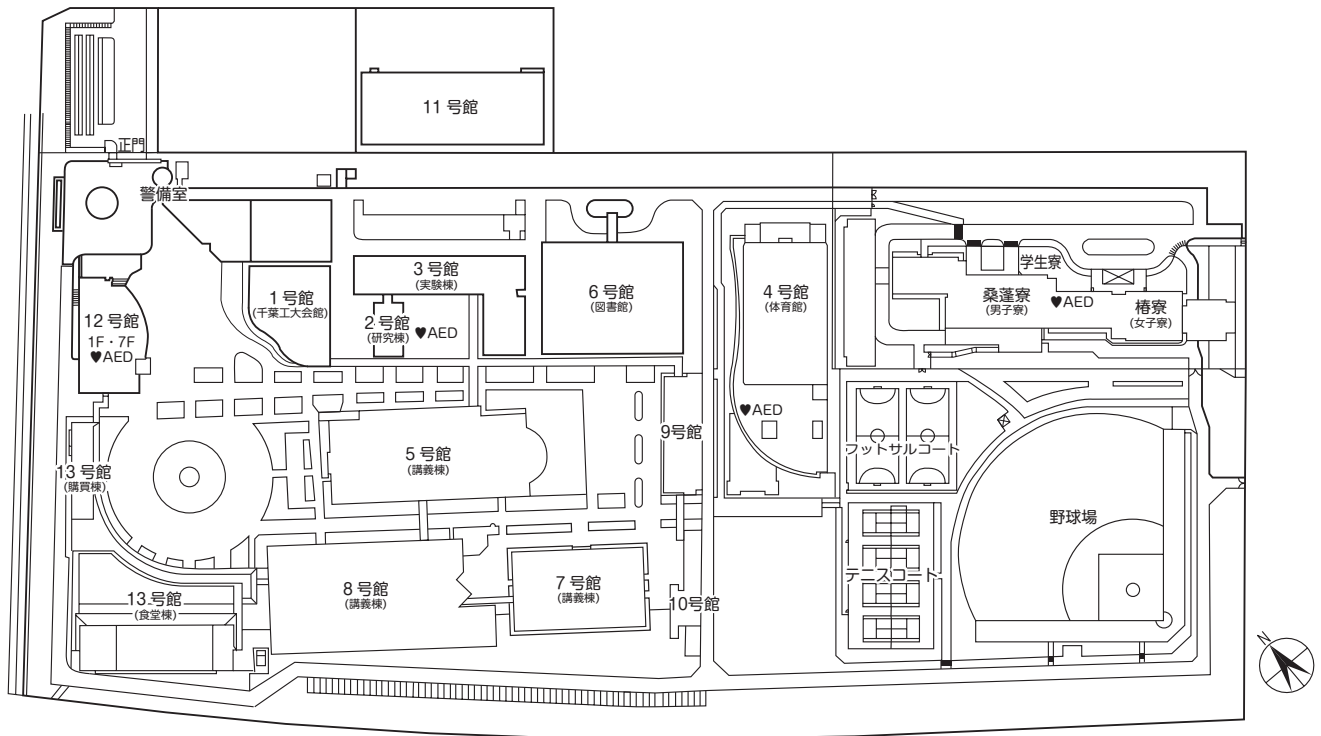 11 号館
正門
警備室
12 号館
1F・7F
♥AED
1 号館
(千葉工大会館)
3 号館
(実験棟)
2 号館
(研究棟)
♥AED
6 号館
(図書館)
4 号館
(体育館)
♥AED
学生寮
桑蓬寮
(男子寮)
♥AED
椿寮
(女子寮)
13 号館
(購買棟)
5 号館
(講義棟)
9号館
フットサルコート
野球場
テニスコート
13 号館
(食堂棟)
8 号館
(講義棟)
7 号館
(講義棟)
10号館
N